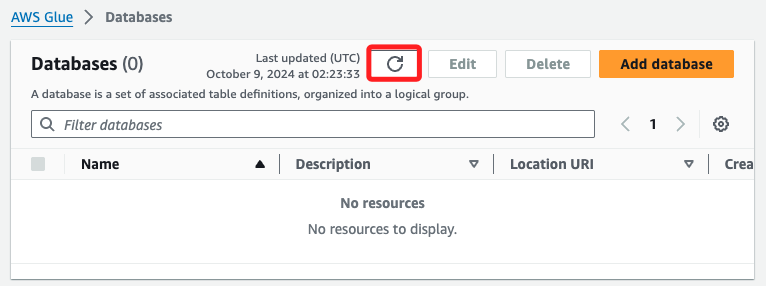 AWS Glue > Databases
Databases (0)
Last updated (UTC)
October 9, 2024 at 02:23:33
Edit
Delete
Add database
A database is a set of associated table definitions, organized into a logical group.
Filter databases
1
Name
Description
Location URI
Crea
No resources
No resources to display.